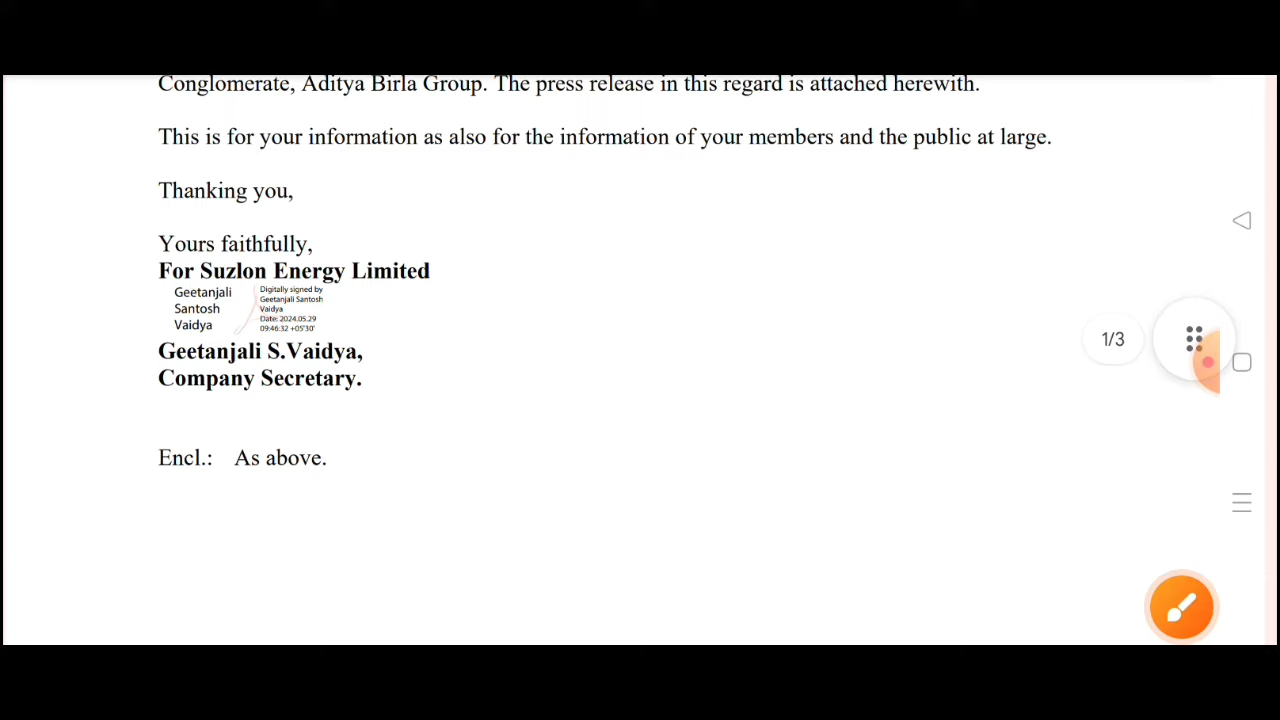 Conglomerate, Aditya Birla Group. The press release in this regard is attached herewith.
This is for your information as also for the information of your members and the public at large.
Thanking you,
Yours faithfully,
For Suzlon Energy Limited
Geetanjali
Santosh
Vaidya
Digitally signed by
Geetanjali Santosh
Vaidya
Date: 2024.05.29
09:46:32 +05'30'
Geetanjali S.Vaidya,
Company Secretary.
1/3
Encl.: As above.